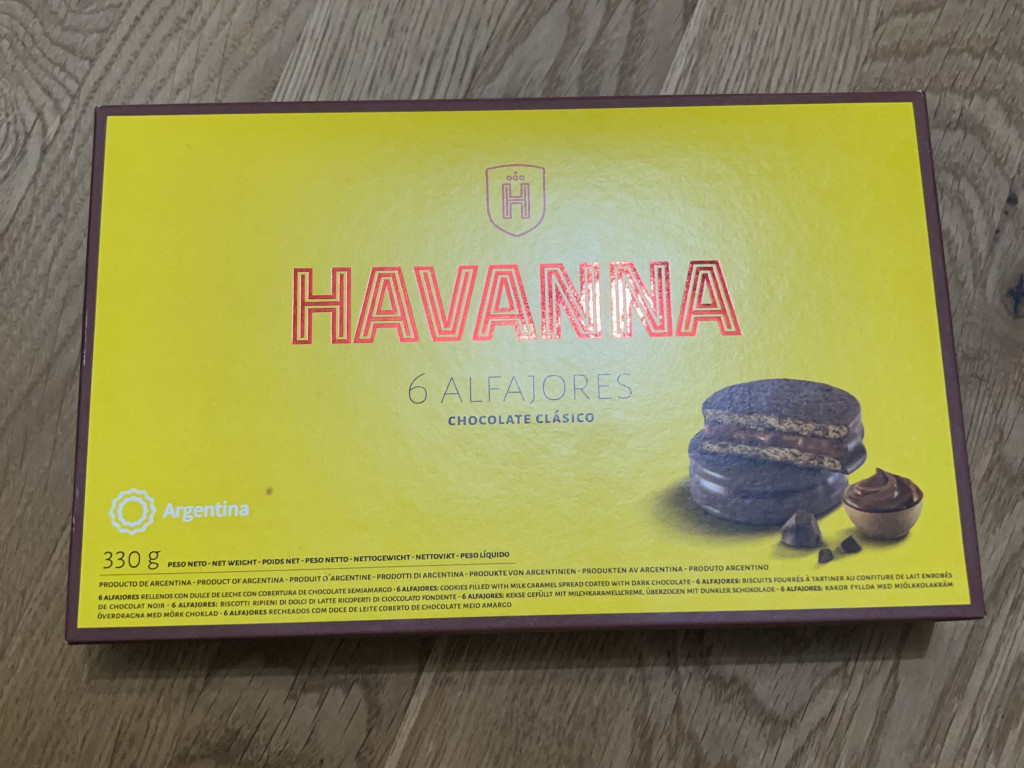 H
HAVANNA
6 ALFAJORES
CHOCOLATE CLÁSICO
Argentina
330 g PESO NETO - NET WEIGHT - POIDS NET - PESO NETTO - NETTOGEWICHT - NETTOVIKT - PESO LÍQUIDO
PRODUCTO DE ARGENTINA - PRODUCT OF ARGENTINA - PRODUIT D´ARGENTINE - PRODOTTI DI ARGENTINA - PRODUKTE VON ARGENTINIEN - PRODUKTEN AV ARGENTINA - PRODUTO ARGENTINO
6 ALFAJORES RELLENOS CON DULCE DE LECHE CON COBERTURA DE CHOCOLATE SEMIAMARGO - 6 ALFAJORES: COOKIES FILLED WITH MILK CARAMEL SPREAD COATED WITH DARK CHOCOLATE - 6 ALFAJORES: BISCUITS FOURRÉS À TARTINER AU CONFITURE DE LAIT ENROBÉS
DE CHOCOLAT NOIR - 6 ALFAJORES: BISCOTTI RIPIENI DI DOLCI DI LATTE RICOPERTI DI CIOCCOLATO FONDENTE - 6 ALFAJORES: KEKSE GEFÜLLT MIT MILCHKARAMELLCREME, ÜBERZOGEN MIT DUNKLER SCHOKOLADE - 6 ALFAJORES: KAKOR FYLLDA MED MJÖLKKOLAKRÄM
ÖVERDRAGNA MED MÖRK CHOKLAD - 6 ALFAJORES RECHEADOS COM DOCE DE LEITE COBERTO DE CHOCOLATE MEIO AMARGO